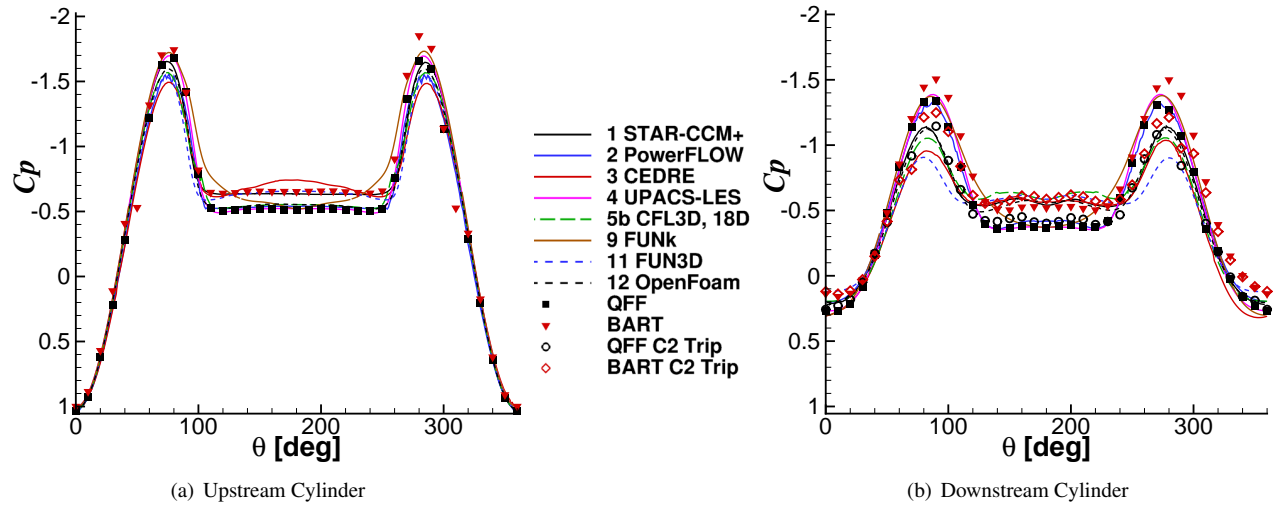 -2
-1.5
-1
-0.5
0
0.5
1
Cp
0
100
200
300
θ [deg]
(a) Upstream Cylinder
1 STAR-CCM+
2 PowerFLOW
3 CEDRE
4 UPACS-LES
5b CFL3D, 18D
9 FUNk
11 FUN3D
12 OpenFoam
QFF
BART
QFF C2 Trip
BART C2 Trip
-2
-1.5
-1
-0.5
0
0.5
1
Cp
0
100
200
300
θ [deg]
(b) Downstream Cylinder